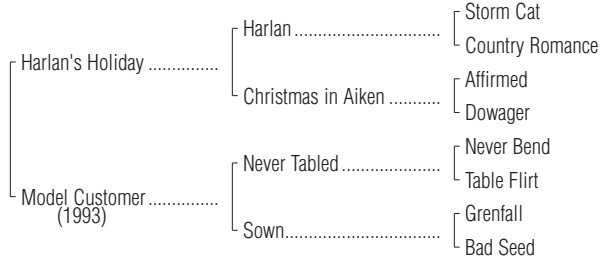 Storm Cat
Harlan ...............................
Country Romance
Harlan's Holiday ...............
Affirmed
Christmas in Aiken ...........
Dowager
Never Bend
Never Tabled .....................
Table Flirt
Model Customer ...............
(1993)
Grenfall
Sown.................................
Bad Seed